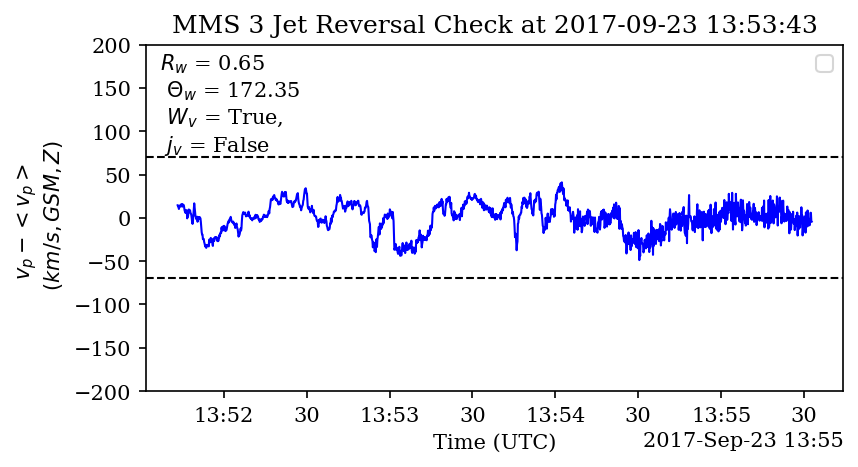 MMS 3 Jet Reversal Check at 2017-09-23 13:53:43
R_w = 0.65
Θ_w = 172.35
W_v = True,
j_v = False
v_p - < v_p >
(km/s, GSM, Z)
200
150
100
50
0
−50
−100
−150
−200
13:52 30 13:53 30 13:54 30 13:55 30
Time (UTC) 2017-Sep-23 13:55